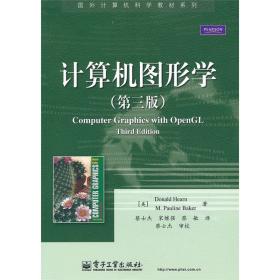 国外计算机科学教材系列
PEARSON
计算机图形学
（第三版）
Computer Graphics with OpenGL
Third Edition
[美] Donald Hearn
M. Pauline Baker 著
蔡士杰 宋继强 蔡敏 译
蔡士杰 审校
COMPUTER GRAPHICS
电子工业出版社